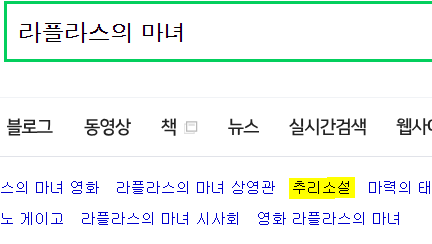 라플라스의 마녀
블로그 동영상 책 뉴스 실시간검색 웹사
스의 마녀 영화 라플라스의 마녀 상영관 추리소설 마력의 태
노 게이고 라플라스의 마녀 시사회 영화 라플라스의 마녀